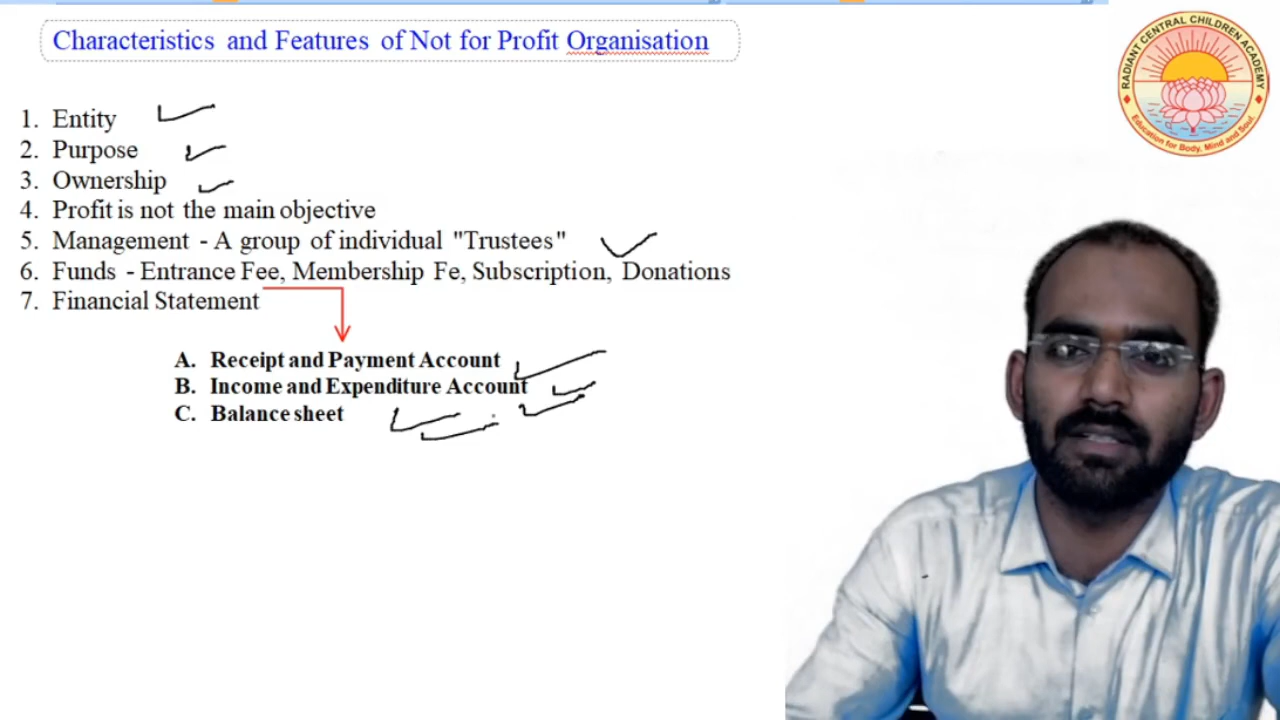 Characteristics and Features of Not for Profit Organisation
RADIANT CENTRAL CHILDREN ACADEMY
Education for Body, Mind and Soul.
1. Entity
2. Purpose
3. Ownership
4. Profit is not the main objective
5. Management - A group of individual "Trustees"
6. Funds - Entrance Fee, Membership Fe, Subscription, Donations
7. Financial Statement
A. Receipt and Payment Account
B. Income and Expenditure Account
C. Balance sheet